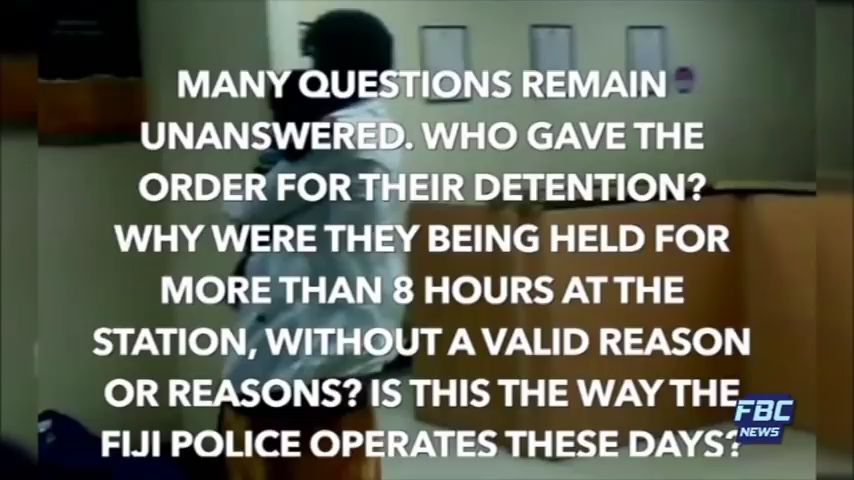 MANY QUESTIONS REMAIN
UNANSWERED. WHO GAVE THE
ORDER FOR THEIR DETENTION?
WHY WERE THEY BEING HELD FOR
MORE THAN 8 HOURS AT THE
STATION, WITHOUT A VALID REASON
OR REASONS? IS THIS THE WAY THE
FIJI POLICE OPERATES THESE DAYS?
FBC
NEWS